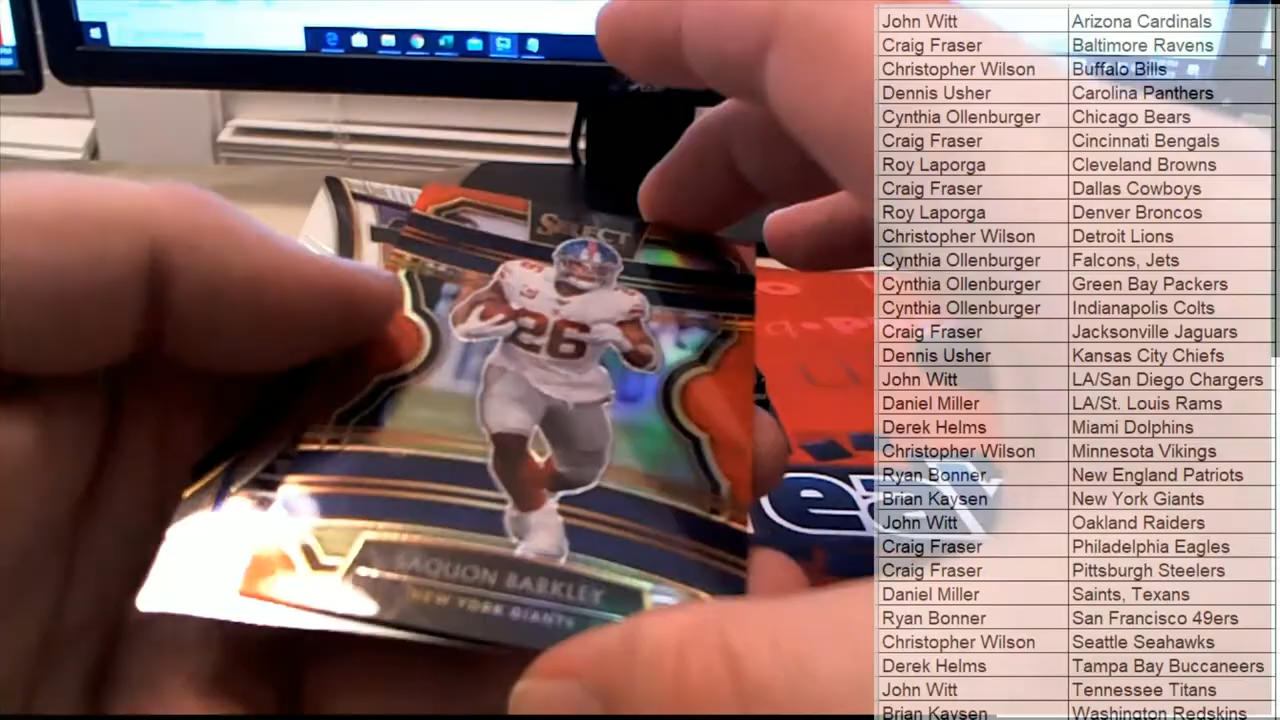 SELECT
26
26
SAQUON BARKLEY
NEW YORK GIANTS
John Witt Arizona Cardinals
Craig Fraser Baltimore Ravens
Christopher Wilson Buffalo Bills
Dennis Usher Carolina Panthers
Cynthia Ollenburger Chicago Bears
Craig Fraser Cincinnati Bengals
Roy Laporga Cleveland Browns
Craig Fraser Dallas Cowboys
Roy Laporga Denver Broncos
Christopher Wilson Detroit Lions
Cynthia Ollenburger Falcons, Jets
Cynthia Ollenburger Green Bay Packers
Cynthia Ollenburger Indianapolis Colts
Craig Fraser Jacksonville Jaguars
Dennis Usher Kansas City Chiefs
John Witt LA/San Diego Chargers
Daniel Miller LA/St. Louis Rams
Derek Helms Miami Dolphins
Christopher Wilson Minnesota Vikings
Ryan Bonner New England Patriots
Brian Kaysen New York Giants
John Witt Oakland Raiders
Craig Fraser Philadelphia Eagles
Craig Fraser Pittsburgh Steelers
Daniel Miller Saints, Texans
Ryan Bonner San Francisco 49ers
Christopher Wilson Seattle Seahawks
Derek Helms Tampa Bay Buccaneers
John Witt Tennessee Titans
Brian Kaysen Washington Redskins